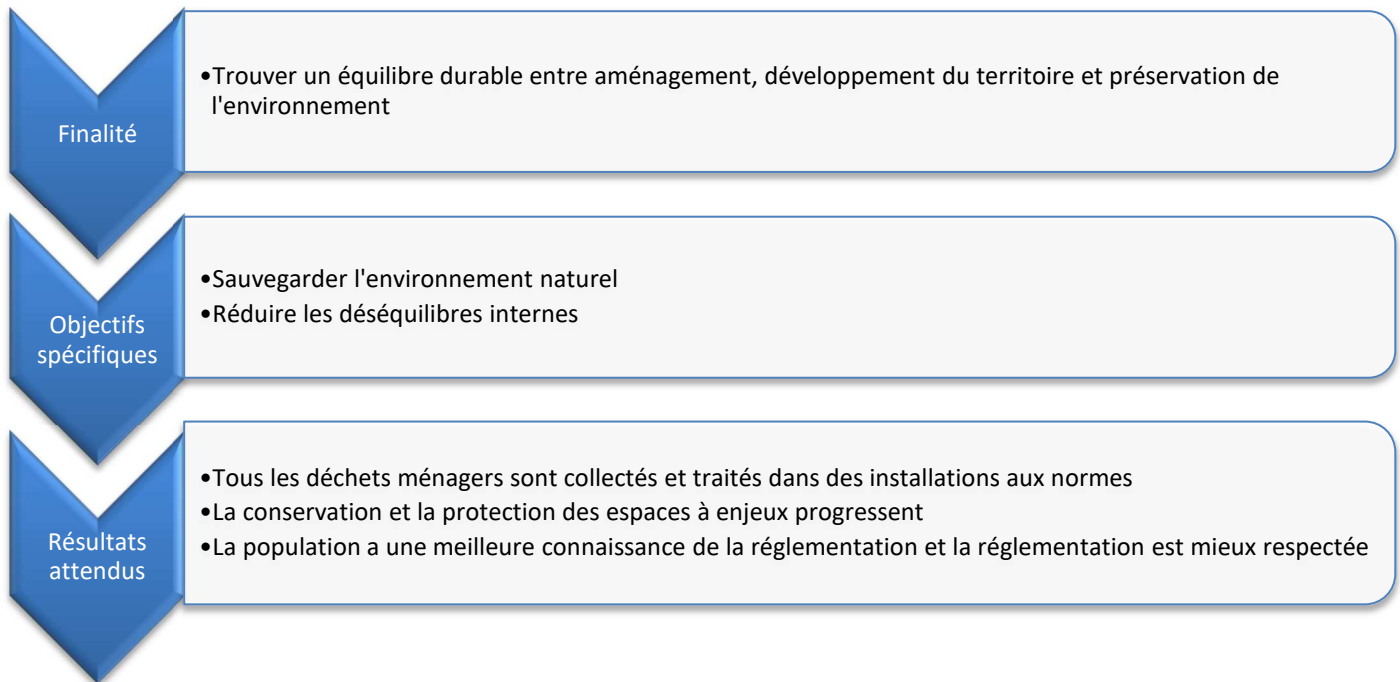 Finalité
•Trouver un équilibre durable entre aménagement, développement du territoire et préservation de
l'environnement
Objectifs
spécifiques
•Sauvegarder l'environnement naturel
•Réduire les déséquilibres internes
Résultats
attendus
•Tous les déchets ménagers sont collectés et traités dans des installations aux normes
•La conservation et la protection des espaces à enjeux progressent
•La population a une meilleure connaissance de la réglementation et la réglementation est mieux respectée